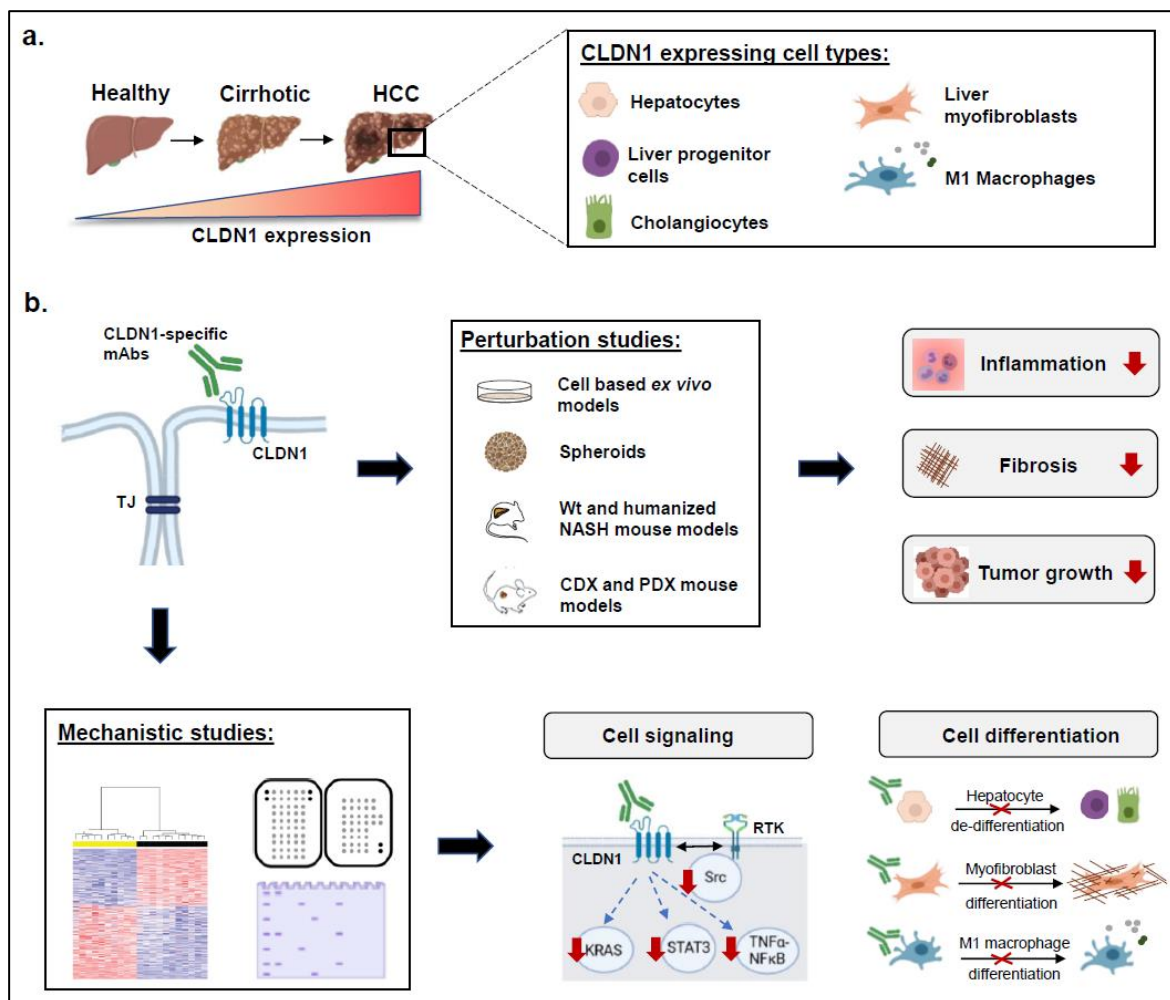 a.
Healthy
Cirrhotic
HCC
CLDN1 expression
CLDN1 expressing cell types:
Hepatocytes
Liver progenitor
cells
Cholangiocytes
Liver
myofibroblasts
M1 Macrophages
b.
CLDN1-specific
mAbs
CLDN1
TJ
Perturbation studies:
Cell based ex vivo
models
Spheroids
Wt and humanized
NASH mouse models
CDX and PDX mouse
models
Inflammation
Fibrosis
Tumor growth
Mechanistic studies:
Cell signaling
RTK
CLDN1
Src
KRAS
STAT3
TNFα-
NFκB
Cell differentiation
Hepatocyte
de-differentiation
Myofibroblast
differentiation
M1 macrophage
differentiation